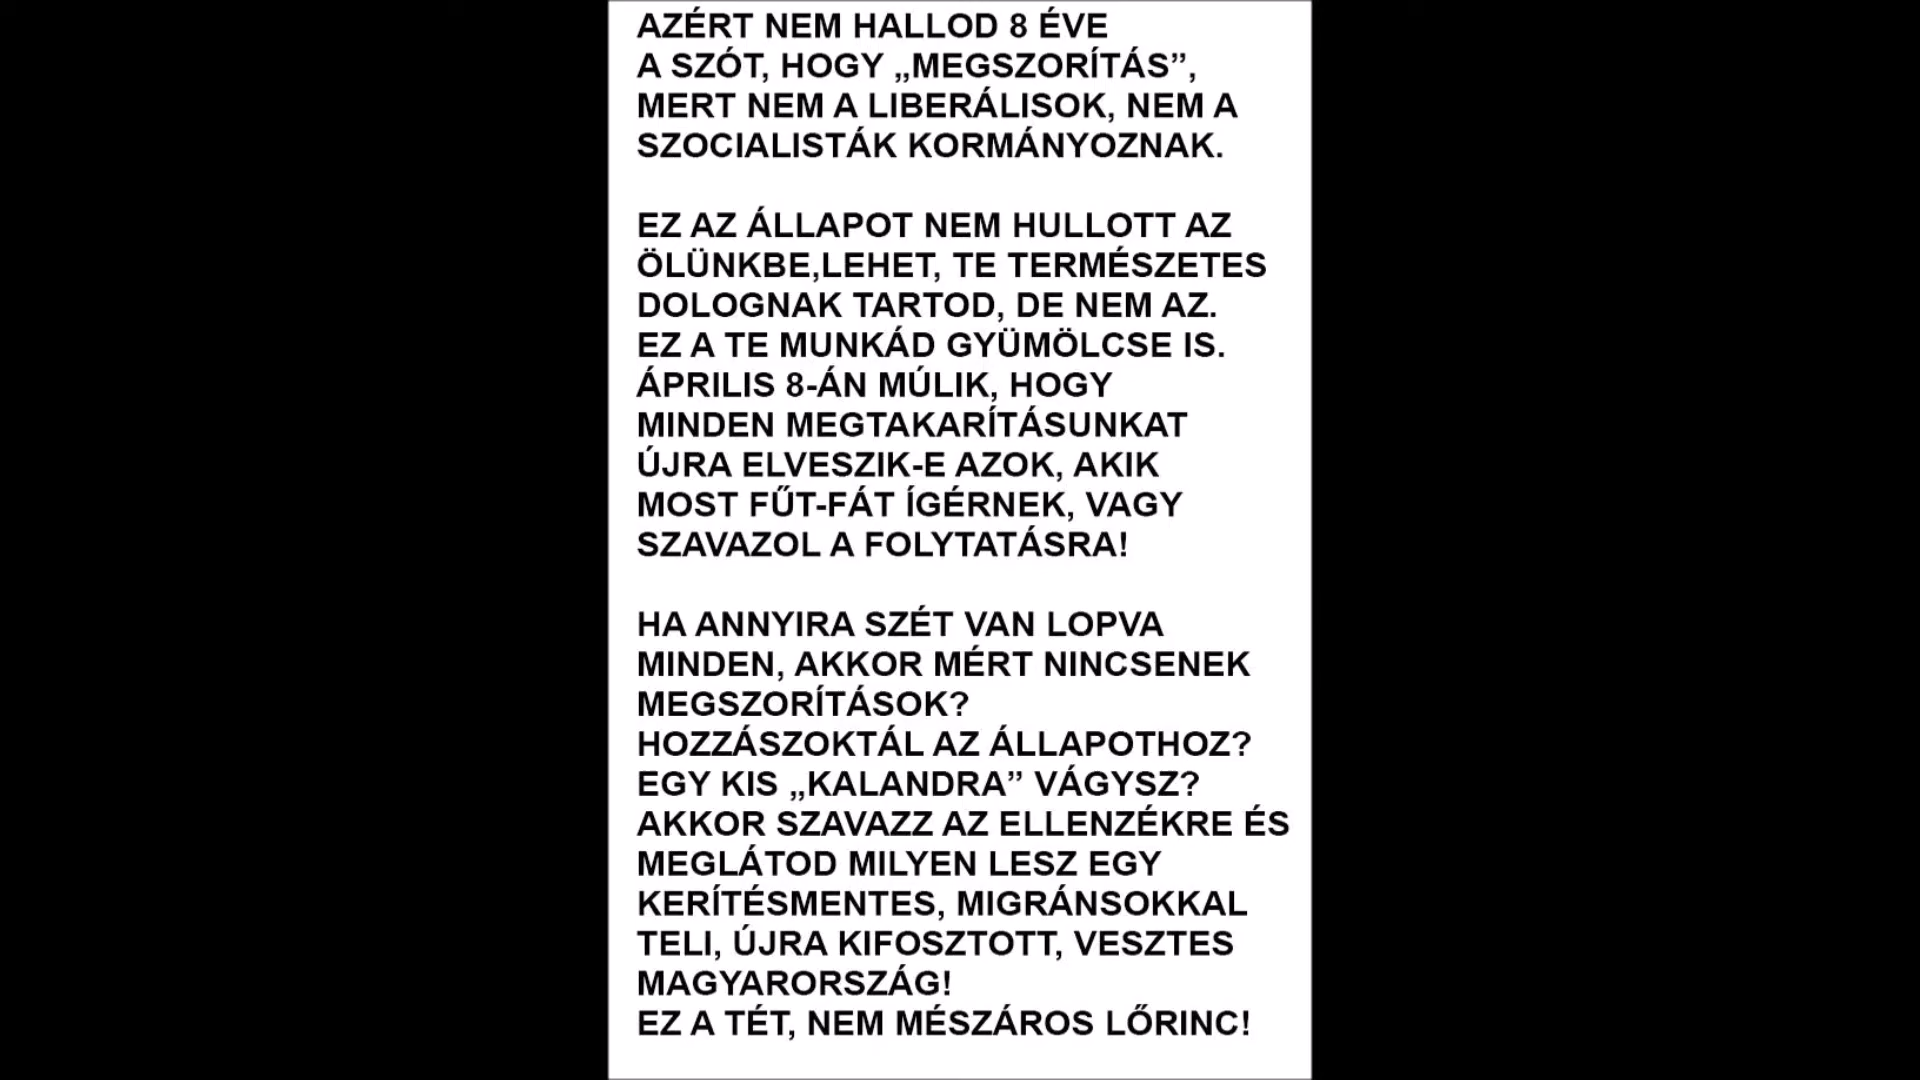 AZÉRT NEM HALLOD 8 ÉVE
A SZÓT, HOGY „MEGSZORÍTÁS”,
MERT NEM A LIBERÁLISOK, NEM A
SZOCIALISTÁK KORMÁNYOZNAK.
EZ AZ ÁLLAPOT NEM HULLOTT AZ
ÖLÜNKBE,LEHET, TE TERMÉSZETES
DOLOGNAK TARTOD, DE NEM AZ.
EZ A TE MUNKÁD GYÜMÖLCSE IS.
ÁPRILIS 8-ÁN MÚLIK, HOGY
MINDEN MEGTAKARÍTÁSUNKAT
ÚJRA ELVESZIK-E AZOK, AKIK
MOST FŰT-FÁT ÍGÉRNEK, VAGY
SZAVAZOL A FOLYTATÁSRA!
HA ANNYIRA SZÉT VAN LOPVA
MINDEN, AKKOR MÉRT NINCSENEK
MEGSZORÍTÁSOK?
HOZZÁSZOKTÁL AZ ÁLLAPOTHOZ?
EGY KIS „KALANDRA” VÁGYSZ?
AKKOR SZAVAZZ AZ ELLENZÉKRE ÉS
MEGLÁTOD MILYEN LESZ EGY
KERÍTÉSMENTES, MIGRÁNSOKKAL
TELI, ÚJRA KIFOSZTOTT, VESZTES
MAGYARORSZÁG!
EZ A TÉT, NEM MÉSZÁROS LŐRINC!